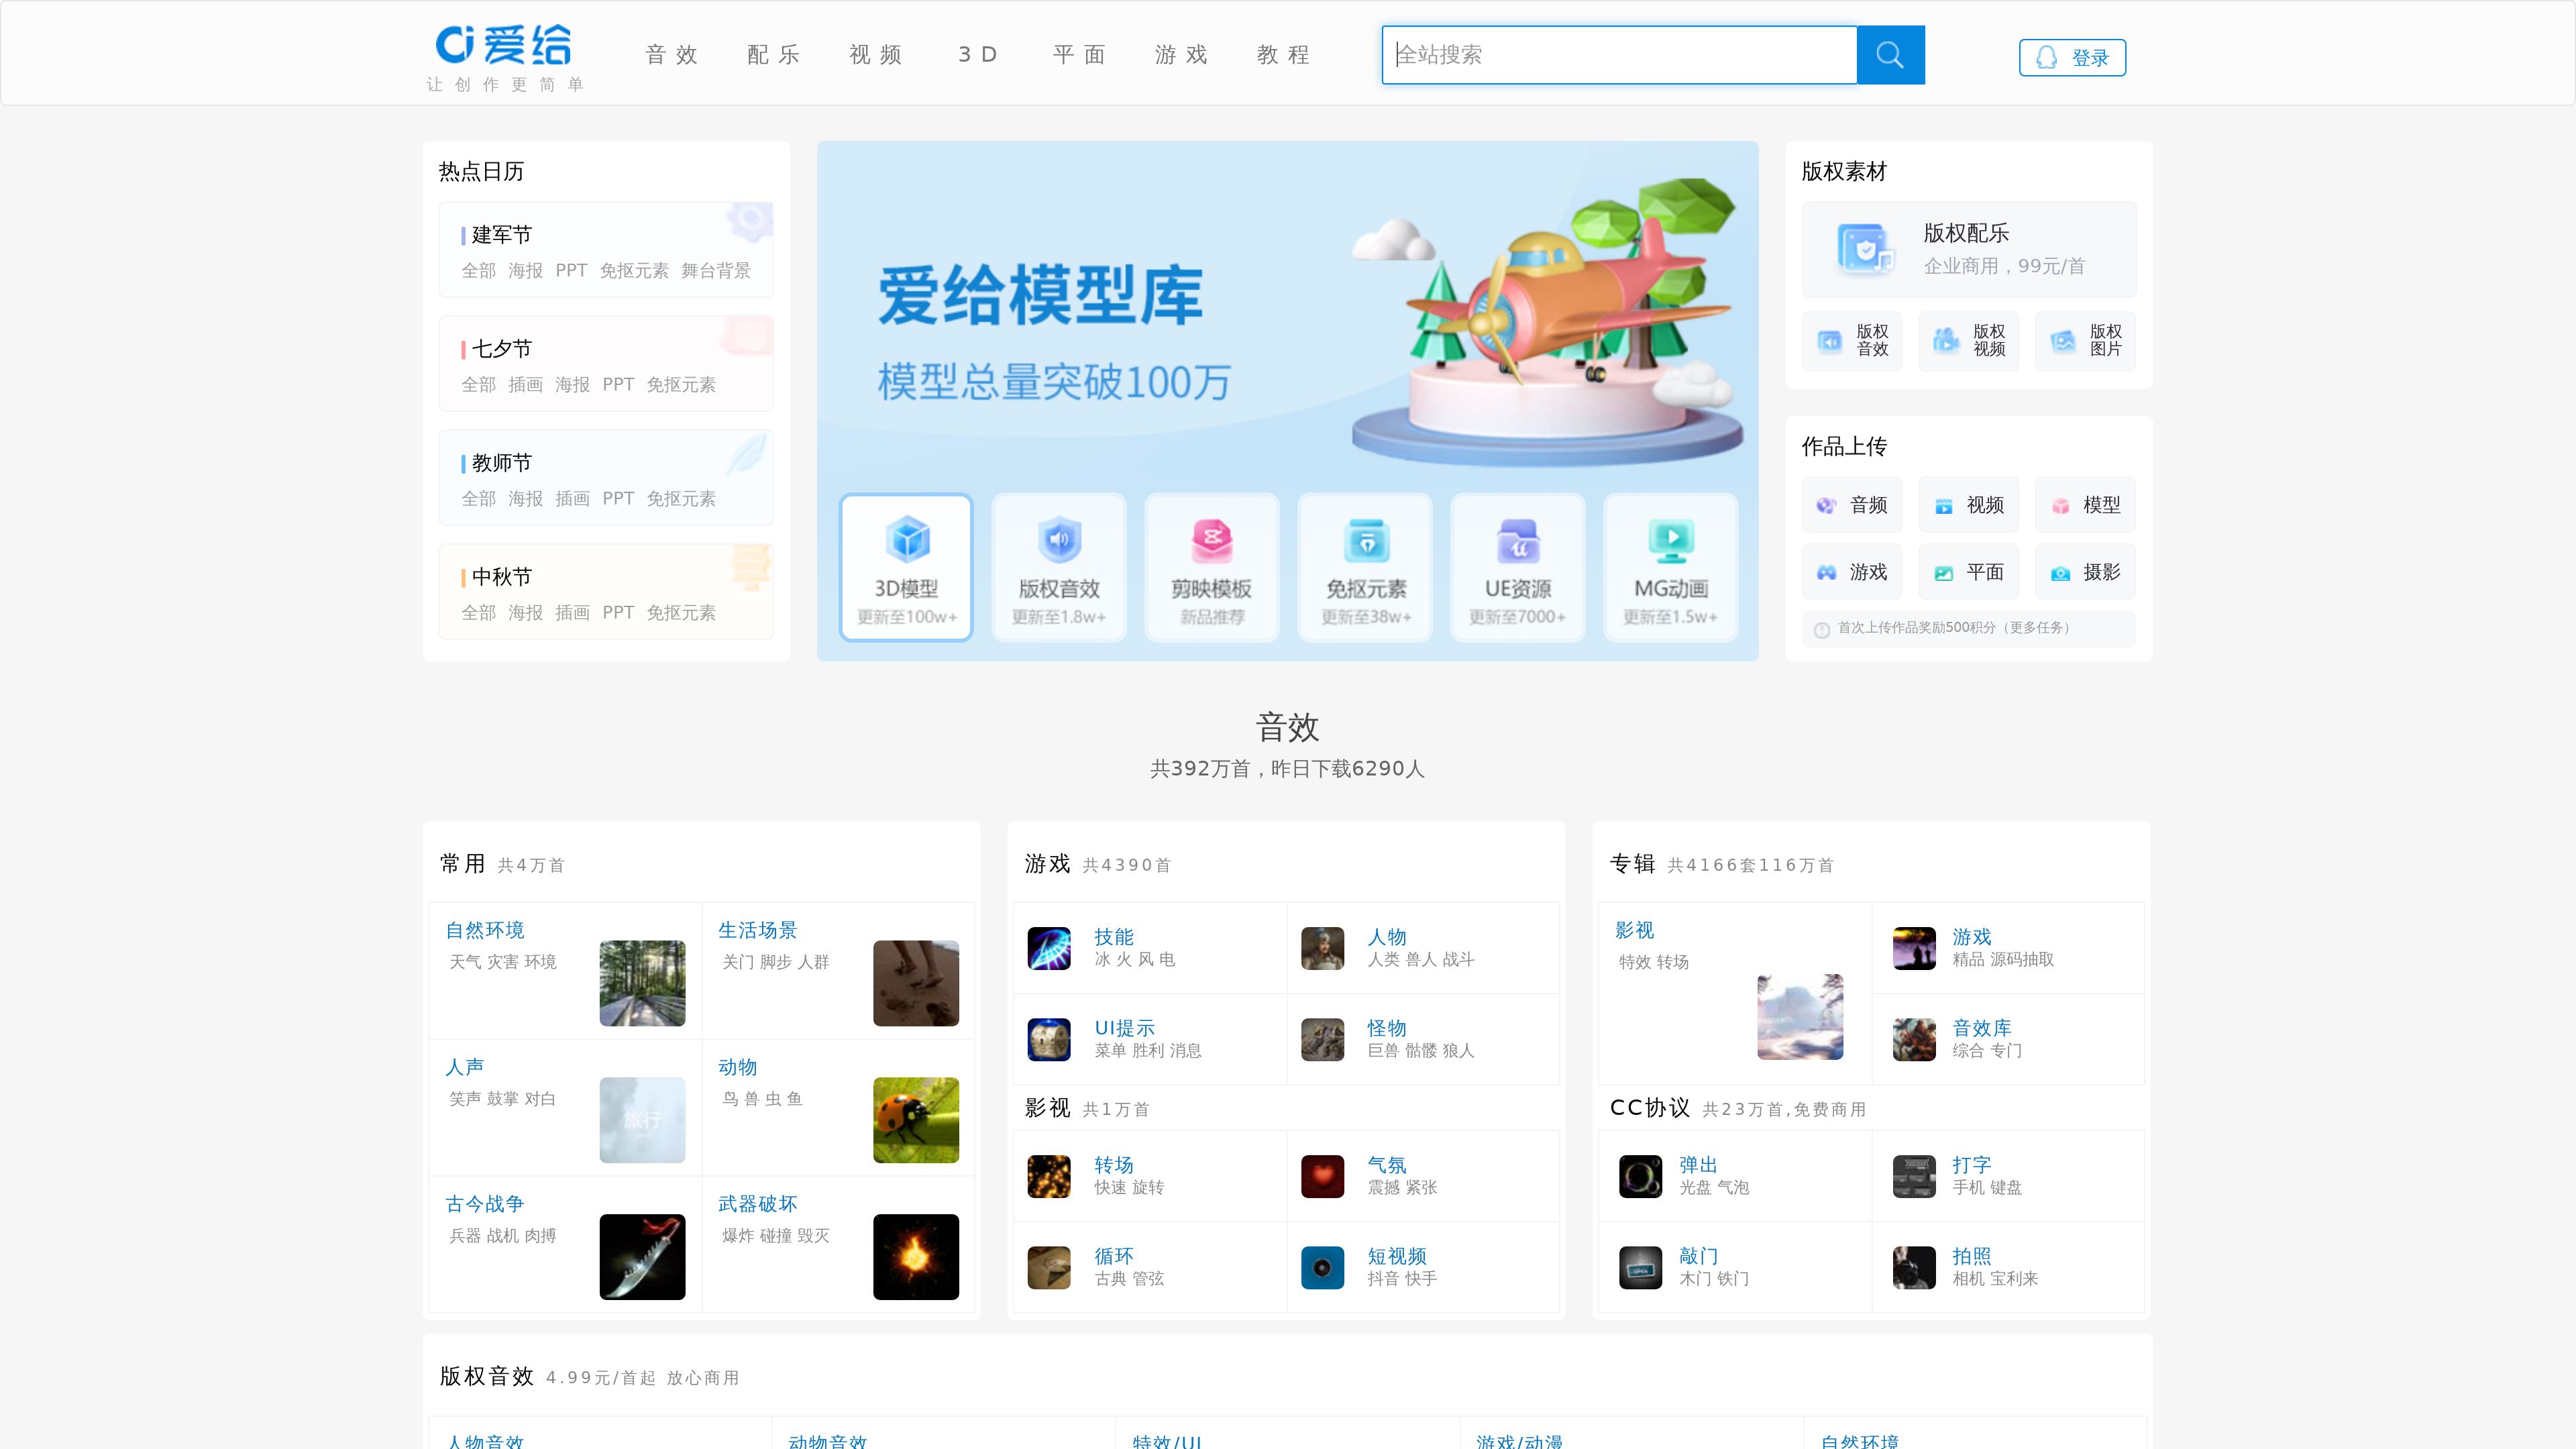 爱给
让创作更简单
音效 配乐 视频 3D 平面 游戏 教程
全站搜索
登录
热点日历
建军节
全部 海报 PPT 免抠元素 舞台背景
七夕节
全部 插画 海报 PPT 免抠元素
教师节
全部 海报 插画 PPT 免抠元素
中秋节
全部 海报 插画 PPT 免抠元素
爱给模型库
模型总量突破100万
3D模型
更新至100w+
版权音效
更新至1.8w+
剪映模板
新品推荐
免抠元素
更新至38w+
UE资源
更新至7000+
MG动画
更新至1.5w+
版权素材
版权配乐
企业商用，99元/首
版权
音效
版权
视频
版权
图片
作品上传
音频
视频
模型
游戏
平面
摄影
首次上传作品奖励500积分（更多任务）
音效
共392万首，昨日下载6290人
常用 共4万首
自然环境
天气 灾害 环境
生活场景
关门 脚步 人群
人声
笑声 鼓掌 对白
旅行
动物
鸟 兽 虫 鱼
古今战争
兵器 战机 肉搏
武器破坏
爆炸 碰撞 毁灭
游戏 共4390首
技能
冰 火 风 电
人物
人类 兽人 战斗
UI提示
菜单 胜利 消息
怪物
巨兽 骷髅 狼人
影视 共1万首
转场
快速 旋转
气氛
震撼 紧张
循环
古典 管弦
短视频
抖音 快手
专辑 共4166套116万首
影视
特效 转场
游戏
精品 源码抽取
音效库
综合 专门
CC协议 共23万首,免费商用
弹出
光盘 气泡
打字
手机 键盘
敲门
木门 铁门
拍照
相机 宝利来
版权音效 4.99元/首起 放心商用
人物音效
动物音效
特效/UI
游戏/动漫
自然环境